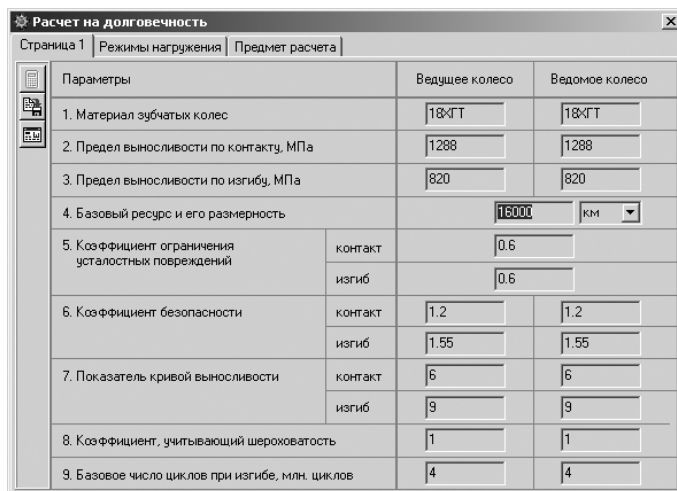 Расчет на долговечность
Страница 1 Режимы нагружения Предмет расчета
Параметры Ведущее колесо Ведомое колесо
1. Материал зубчатых колес 18ХГТ 18ХГТ
2. Предел выносливости по контакту, МПа 1288 1288
3. Предел выносливости по изгибу, МПа 820 820
4. Базовый ресурс и его размерность 16000 км
5. Коэффициент ограничения
усталостных повреждений
контакт 0.6
изгиб 0.6
6. Коэффициент безопасности контакт 1.2 1.2
изгиб 1.55 1.55
7. Показатель кривой выносливости контакт 6 6
изгиб 9 9
8. Коэффициент, учитывающий шероховатость 1 1
9. Базовое число циклов при изгибе, млн. циклов 4 4